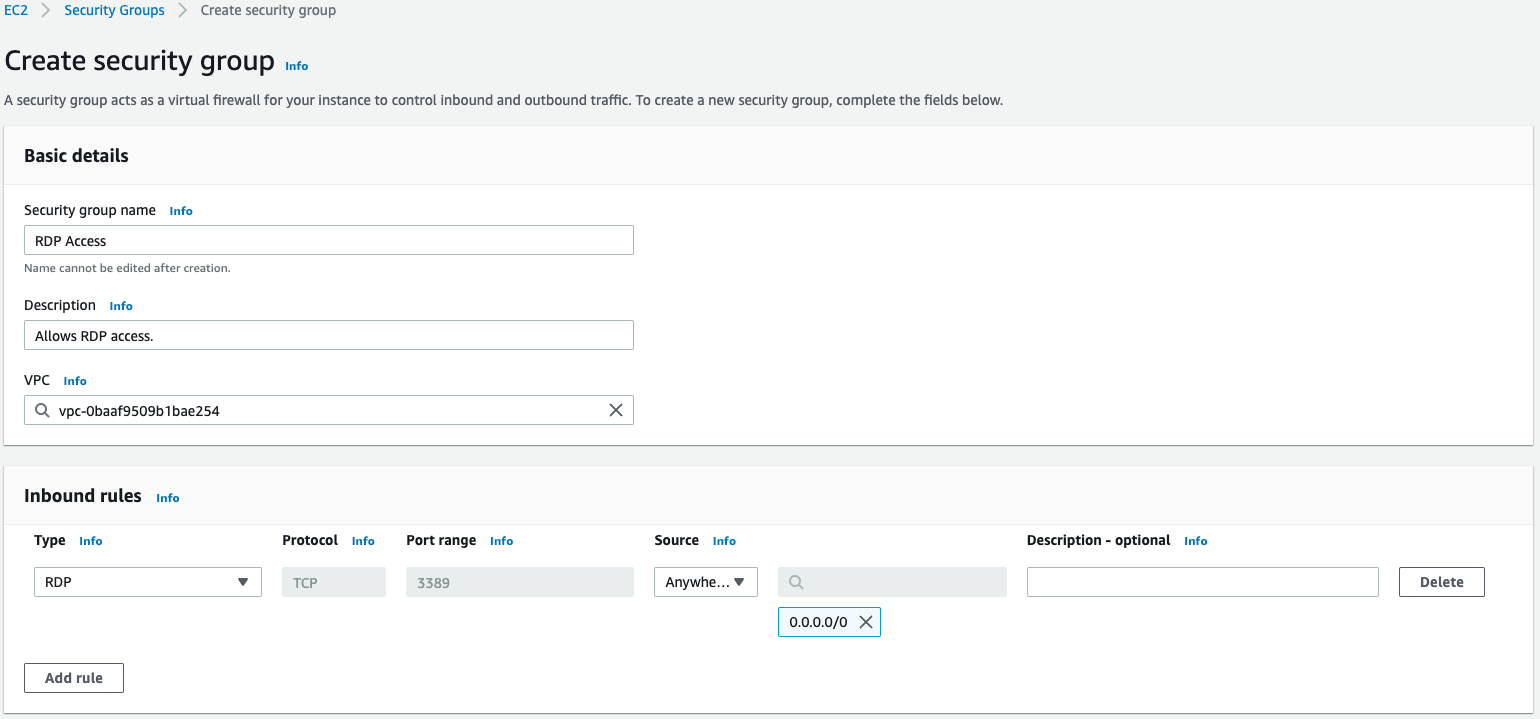 EC2 > Security Groups > Create security group
Create security group Info
A security group acts as a virtual firewall for your instance to control inbound and outbound traffic. To create a new security group, complete the fields below.
Basic details
Security group name Info
RDP Access
Name cannot be edited after creation.
Description Info
Allows RDP access.
VPC Info
vpc-0baaf9509b1bae254
Inbound rules Info
Type Info Protocol Info Port range Info Source Info Description - optional Info
RDP TCP 3389 Anywhe... Delete
0.0.0.0/0
Add rule